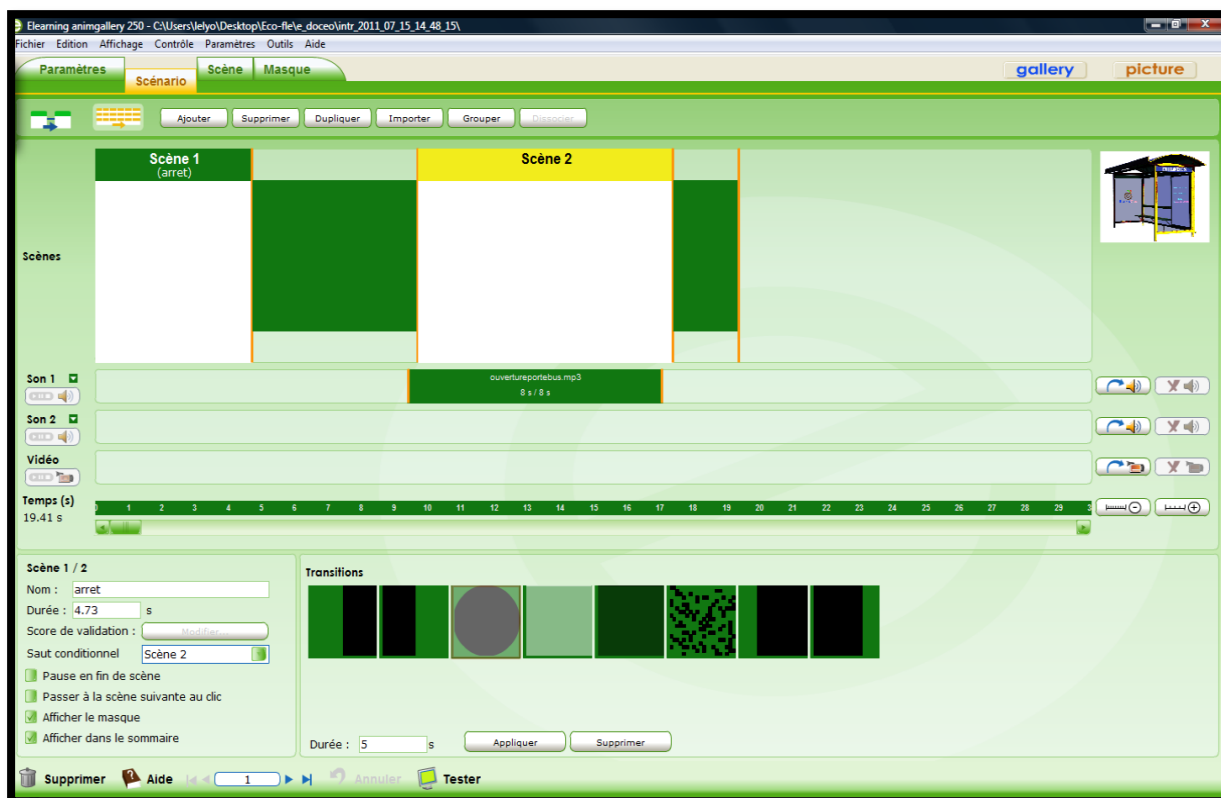 Elearning animgallery 250 - C:\Users\lelyo\Desktop\Eco-fle\e_doceo\intr_2011_07_15_14_48_15\
Fichier Edition Affichage Contrôle Paramètres Outils Aide
Paramètres Scénario Scène Masque gallery picture
Ajouter Supprimer Dupliquer Importer Grouper Dissocier
Scène 1 Scène 2
(arret)
Scènes
Son 1 ouvertureportebus.mp3
8 s / 8 s
Son 2
Vidéo
Temps (s) 0 1 2 3 4 5 6 7 8 9 10 11 12 13 14 15 16 17 18 19 20 21 22 23 24 25 26 27 28 29 3
19.41 s
Scène 1 / 2 Transitions
Nom : arret
Durée : 4.73 s
Score de validation : Modifier...
Saut conditionnel Scène 2
Pause en fin de scène
Passer à la scène suivante au clic
Afficher le masque
Afficher dans le sommaire
Durée : 5 s Appliquer Supprimer
Supprimer Aide 1 Annuler Tester